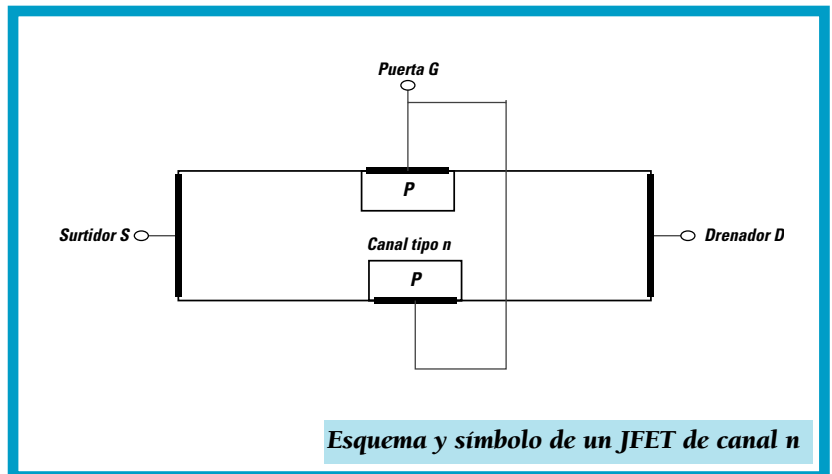 Puerta G
P
Surtidor S
Drenador D
Canal tipo n
P
Esquema y símbolo de un JFET de canal n